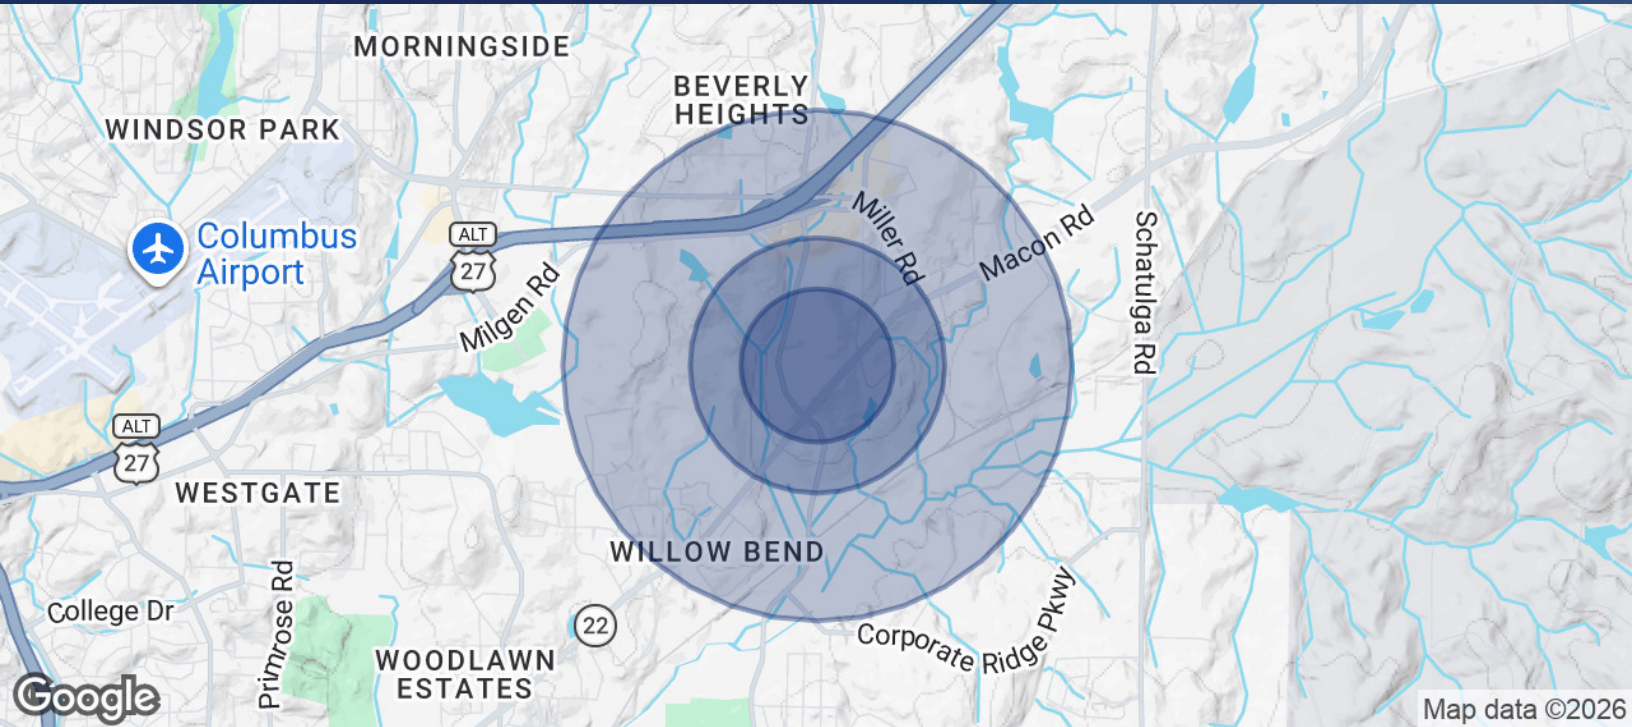 MORNINGSIDE
BEVERLY
HEIGHTS
WINDSOR PARK
Columbus
Airport
ALT
27
Milgen Rd
Miller Rd
Macon Rd
Schatulga Rd
ALT
27
WESTGATE
WILLOW BEND
College Dr
Primrose Rd
22
Corporate Ridge Pkwy
WOODLAWN
ESTATES
Google
Map data ©2026